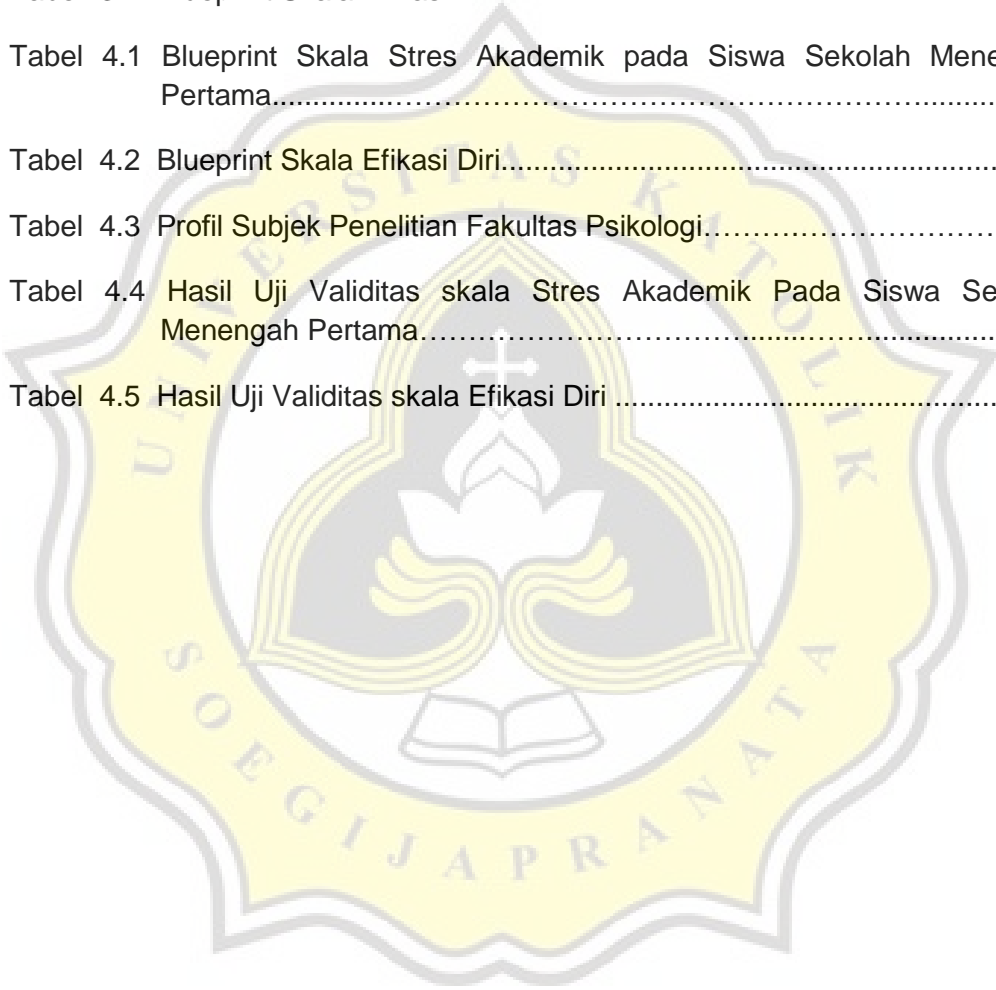 Tabel 4.1 Blueprint Skala Stres Akademik pada Siswa Sekolah Mene
Pertama...............…………………………………………………………...........
Tabel 4.2 Blueprint Skala Efikasi Diri.............................................................
Tabel 4.3 Profil Subjek Penelitian Fakultas Psikologi……….…………………
Tabel 4.4 Hasil Uji Validitas skala Stres Akademik Pada Siswa Se
Menengah Pertama…………………………………........……................
Tabel 4.5 Hasil Uji Validitas skala Efikasi Diri ...............................................
UNIVERSITAS KATOLIK
SOEGIJAPRANATA